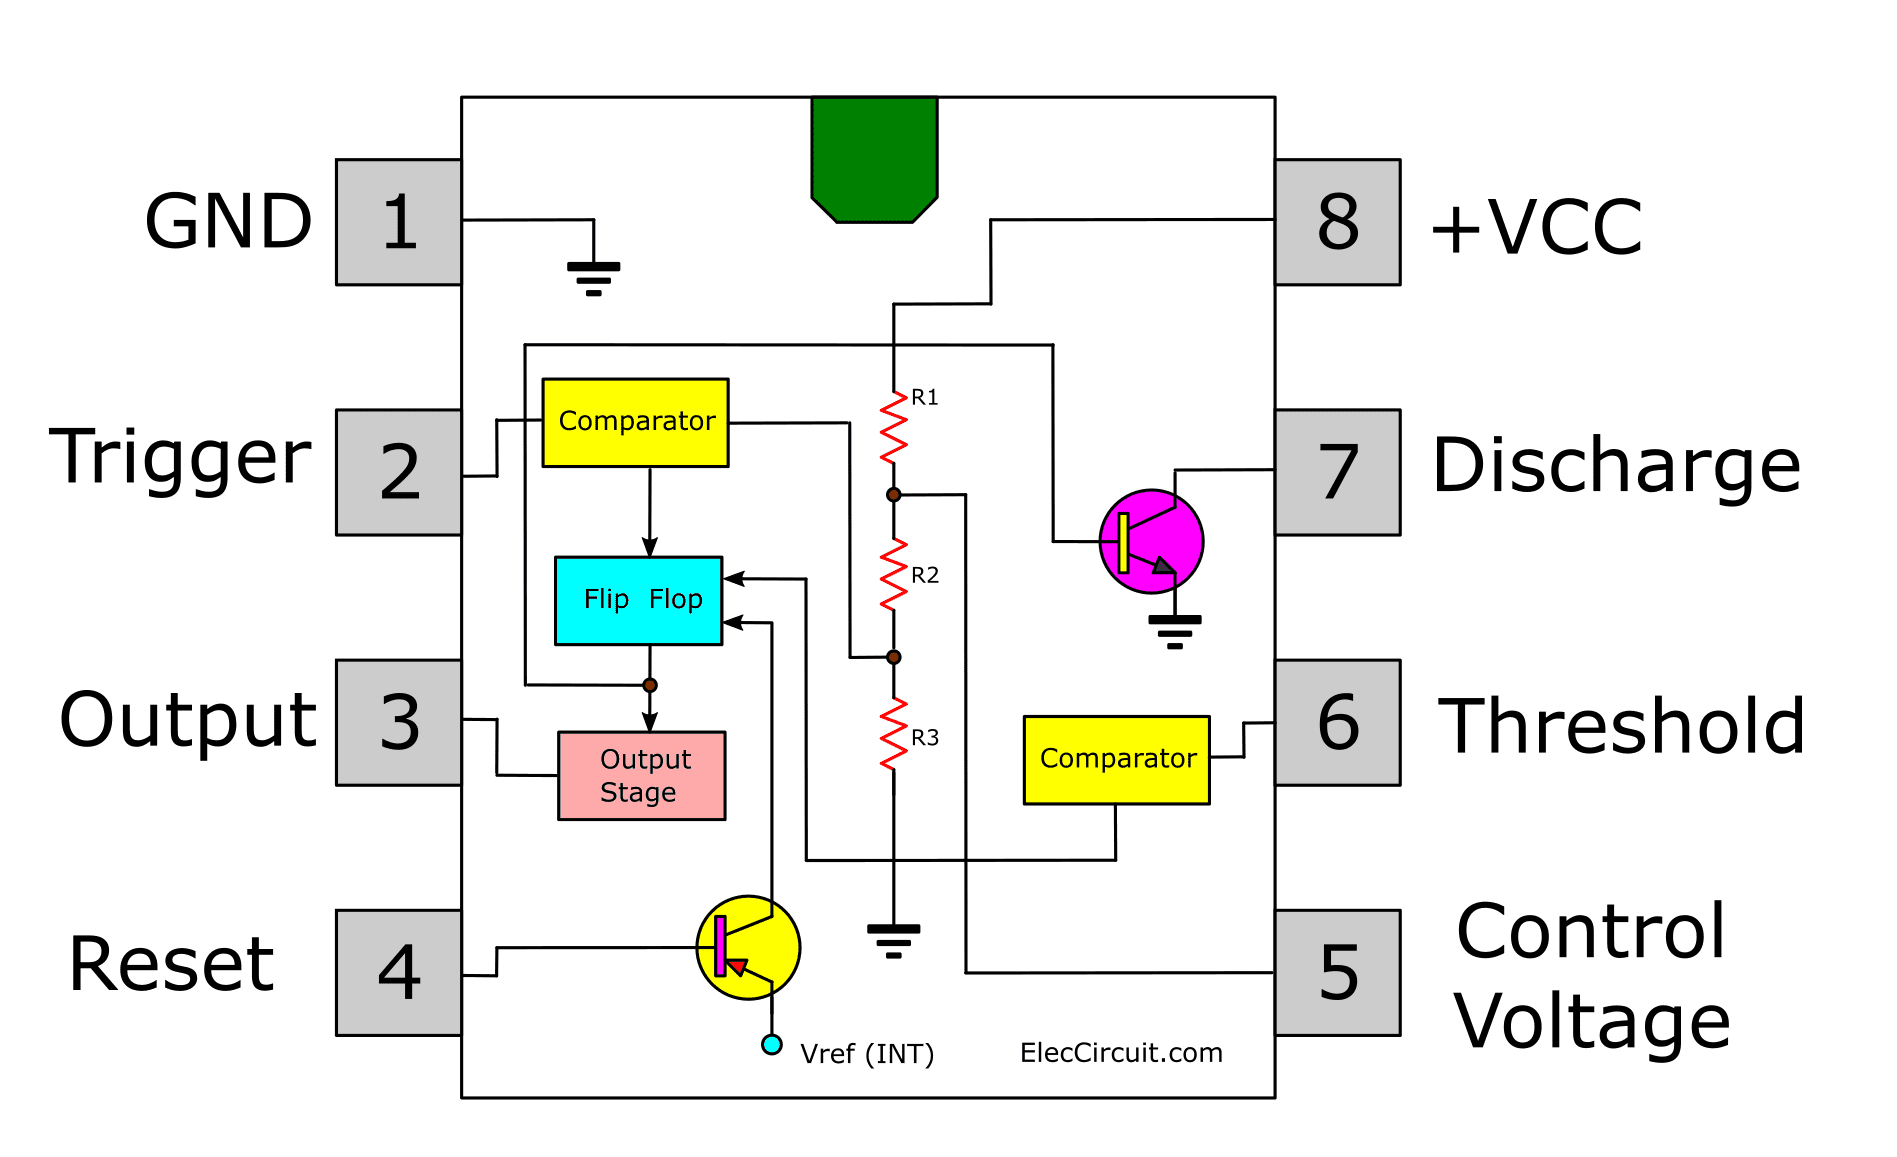 GND
1
8
+VCC
Trigger
2
Comparator
R1
7
Discharge
Flip Flop
R2
Output
3
Output
Stage
R3
Comparator
6
Threshold
Reset
4
5
Control
Voltage
Vref (INT)
ElecCircuit.com